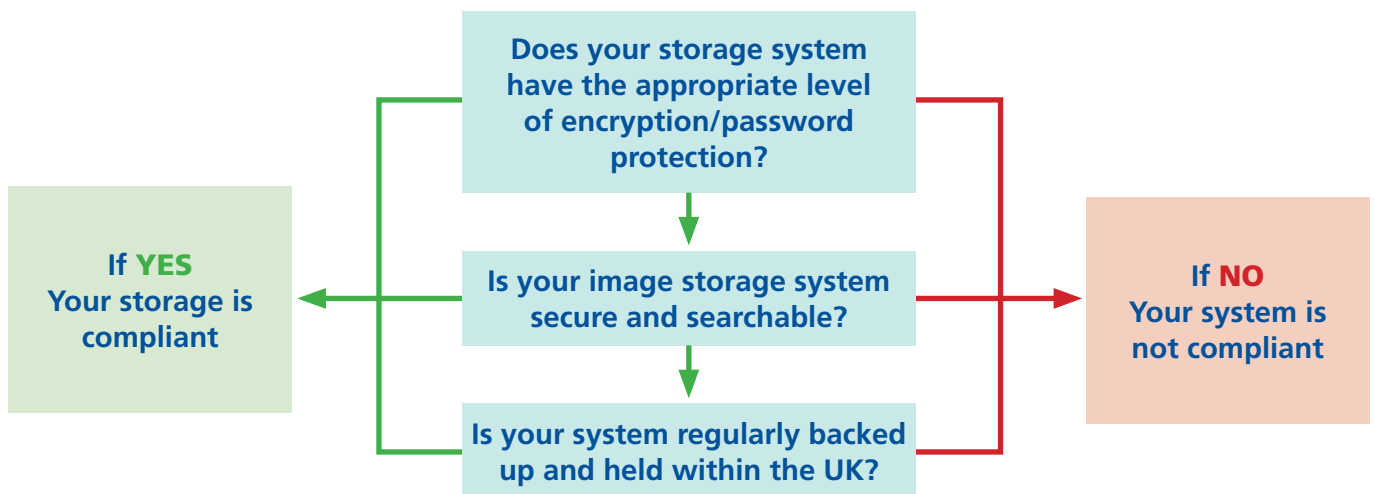 Does your storage system
have the appropriate level
of encryption/password
protection?
If YES
Your storage is
compliant
Is your image storage system
secure and searchable?
If NO
Your system is
not compliant
Is your system regularly backed
up and held within the UK?